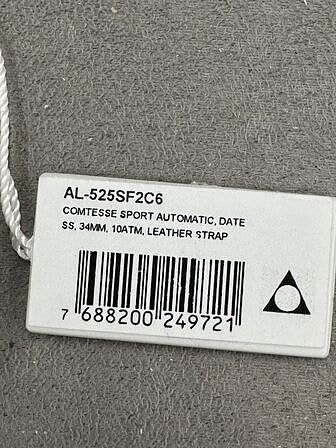 AL-525SF2C6
COMTESSE SPORT AUTOMATIC, DATE
SS, 34MM, 10ATM, LEATHER STRAP
7 688200 249721